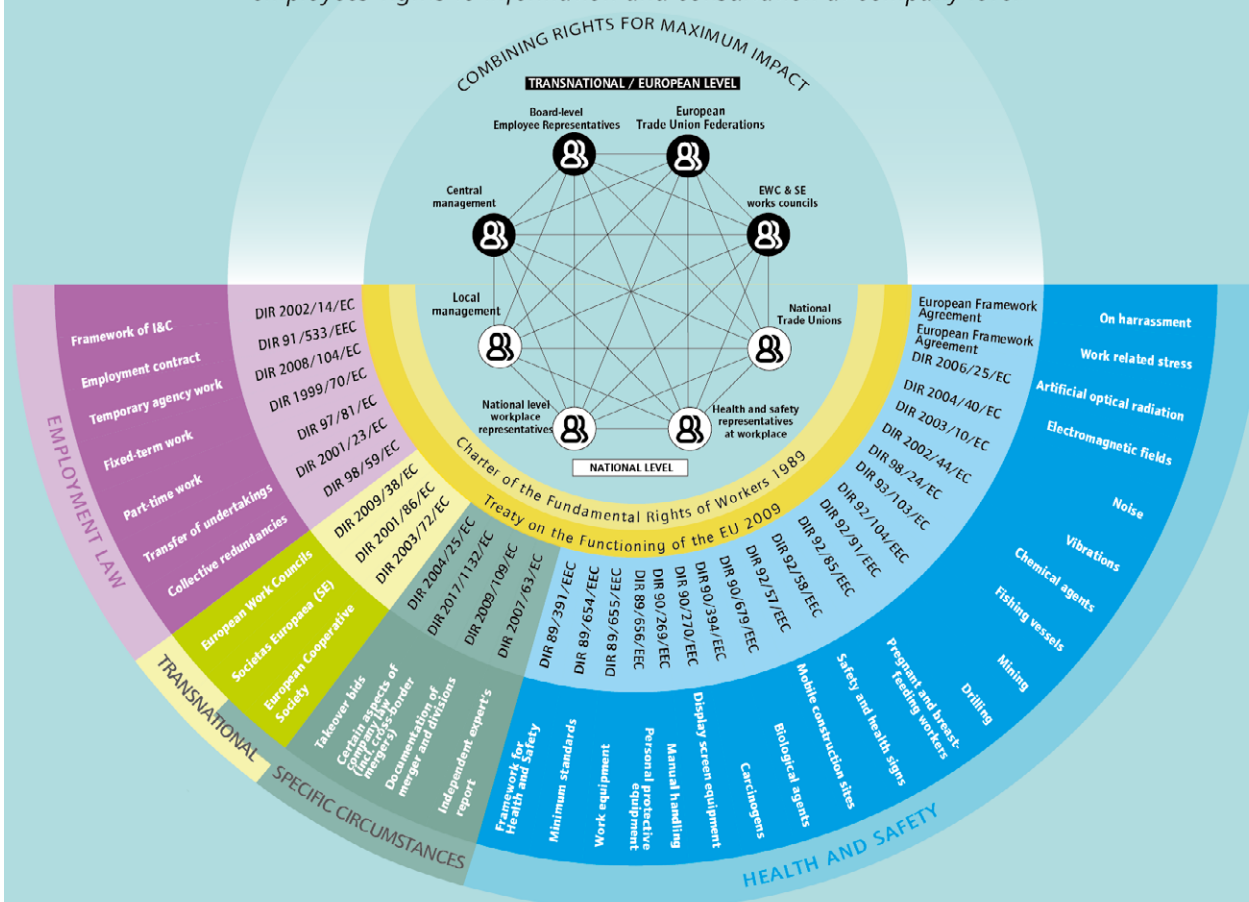 COMBINING RIGHTS FOR MAXIMUM IMPACT
TRANSNATIONAL / EUROPEAN LEVEL
Board-level
Employee Representatives
European
Trade Union Federations
Central
management
EWC & SE
works councils
Local
management
National
Trade Unions
National level
workplace
representatives
Health and safety
representatives
at workplace
NATIONAL LEVEL
Charter of the Fundamental Rights of Workers 1989
Treaty on the Functioning of the EU 2009
EMPLOYMENT LAW
Framework of I&C
Employment contract
Temporary agency work
Fixed-term work
Part-time work
Transfer of undertakings
Collective redundancies
DIR 2002/14/EC
DIR 91/533/EEC
DIR 2008/104/EC
DIR 1999/70/EC
DIR 97/81/EC
DIR 2001/23/EC
DIR 98/59/EC
TRANSNATIONAL
European Work Councils
Societas Europaea (SE)
European Cooperative
Society
DIR 2009/38/EC
DIR 2001/86/EC
DIR 2003/72/EC
SPECIFIC CIRCUMSTANCES
Takeover bids
Certain aspects of
company law
(incl. cross-border
mergers)
Documentation of
merger and divisions
Independent expert's
report
DIR 2004/25/EC
DIR 2017/1132/EC
DIR 2009/109/EC
DIR 2007/63/EC
HEALTH AND SAFETY
Framework for
Health and Safety
Minimum standards
Work equipment
Personal protective
equipment
Manual handling
Display screen equipment
Carcinogens
Biological agents
Mobile construction sites
Safety and health signs
Pregnant and breast-
feeding workers
Drilling
Mining
Fishing vessels
Chemical agents
Vibrations
Noise
Electromagnetic fields
Artificial optical radiation
Work related stress
On harrassment
DIR 89/391/EEC
DIR 89/654/EEC
DIR 89/655/EEC
DIR 89/656/EEC
DIR 90/269/EEC
DIR 90/270/EEC
DIR 90/394/EEC
DIR 90/679/EEC
DIR 92/57/EEC
DIR 92/58/EEC
DIR 92/85/EEC
DIR 92/91/EEC
DIR 92/104/EEC
DIR 93/103/EC
DIR 98/24/EC
DIR 2002/44/EC
DIR 2003/10/EC
DIR 2004/40/EC
DIR 2006/25/EC
European Framework
Agreement
European Framework
Agreement